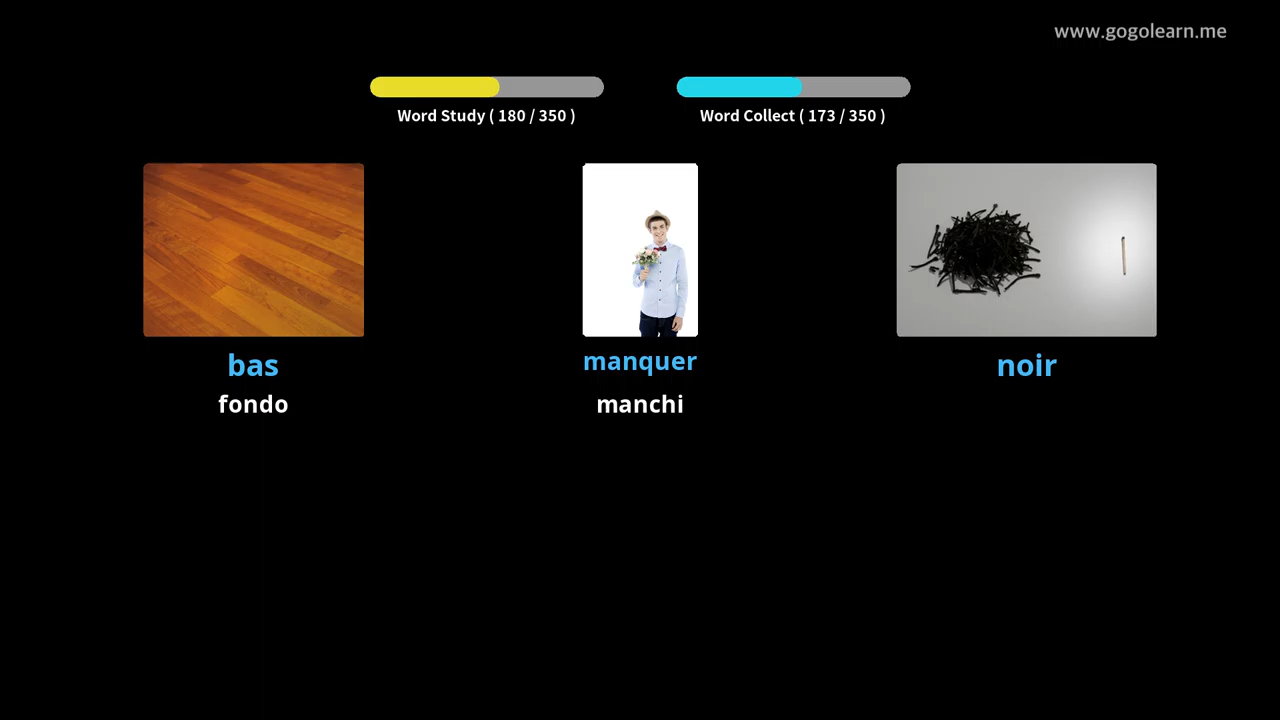 www.gogolearn.me
Word Study ( 180 / 350 )
Word Collect ( 173 / 350 )
bas
fondo
manquer
manchi
noir